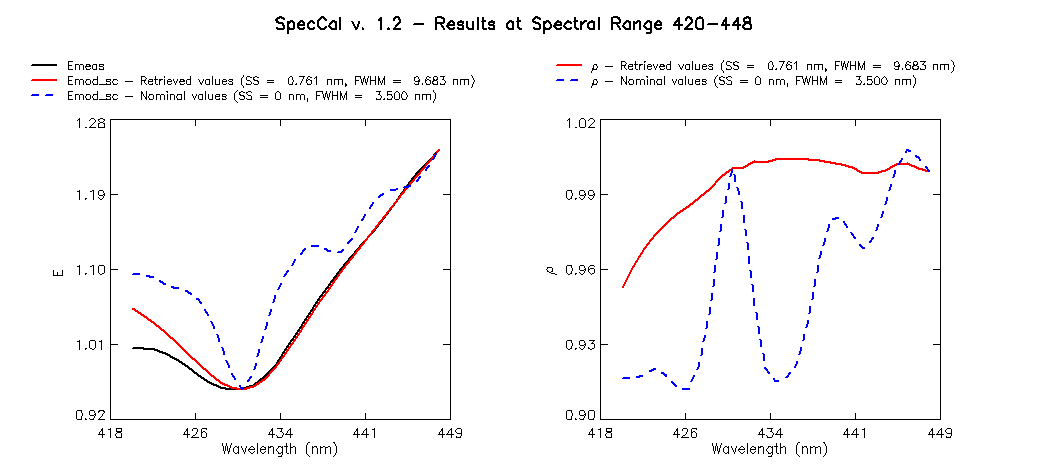 SpecCal v. 1.2 – Results at Spectral Range 420–448
Emeas
Emod_sc – Retrieved values (SS = 0.761 nm, FWHM = 9.683 nm)
Emod_sc – Nominal values (SS = 0 nm, FWHM = 3.500 nm)
1.28
1.19
1.10
1.01
0.92
E
418 426 434 441 449
Wavelength (nm)
ρ – Retrieved values (SS = 0.761 nm, FWHM = 9.683 nm)
ρ – Nominal values (SS = 0 nm, FWHM = 3.500 nm)
1.02
0.99
0.96
0.93
0.90
ρ
418 426 434 441 449
Wavelength (nm)